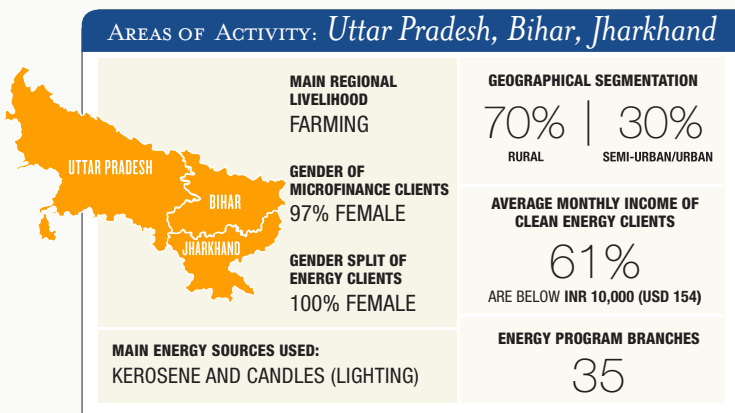 AREAS OF ACTIVITY: Uttar Pradesh, Bihar, Jharkhand
UTTAR PRADESH
BIHAR
JHARKHAND
MAIN REGIONAL
LIVELIHOOD
FARMING
GENDER OF
MICROFINANCE CLIENTS
97% FEMALE
GENDER SPLIT OF
ENERGY CLIENTS
100% FEMALE
MAIN ENERGY SOURCES USED:
KEROSENE AND CANDLES (LIGHTING)
GEOGRAPHICAL SEGMENTATION
70% | 30%
RURAL SEMI-URBAN/URBAN
AVERAGE MONTHLY INCOME OF
CLEAN ENERGY CLIENTS
61%
ARE BELOW INR 10,000 (USD 154)
ENERGY PROGRAM BRANCHES
35